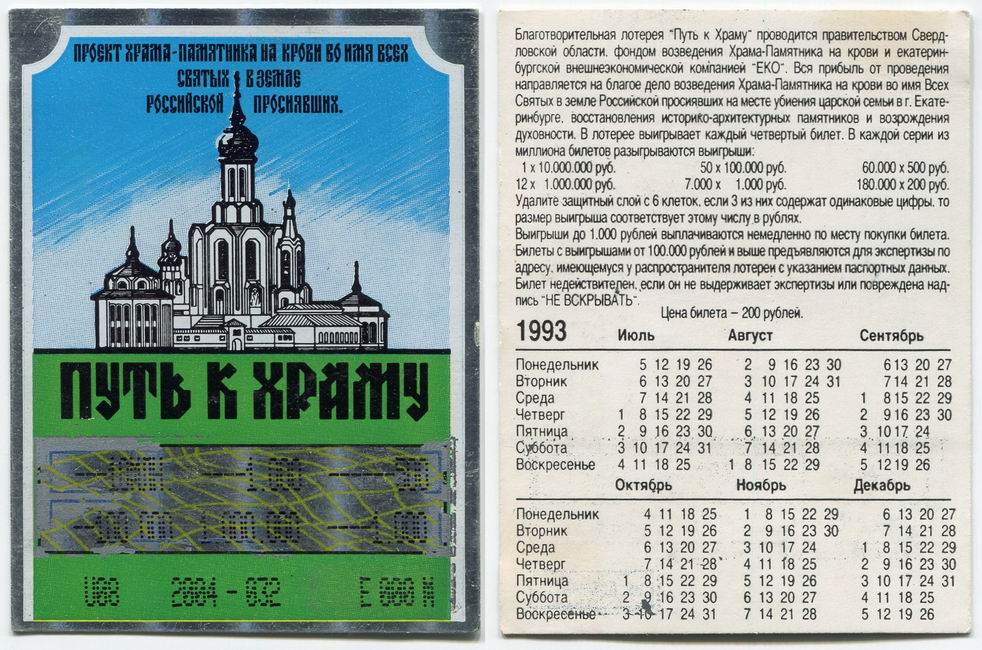 ПРОЕКТ ХРАМА-ПАМЯТНИКА НА КРОВИ ВО ИМЯ ВСЕХ
СВЯТЫХ В ЗЕМЛЕ
РОССИЙСКОЙ ПРОСИЯВШИХ.
ПУТЬ К ХРАМУ
2004 - 032
Благотворительная лотерея "Путь к Храму" проводится правительством Сверд-
ловской области, фондом возведения Храма-Памятника на крови и екатерин-
бургской внешнеэкономической компанией "ЕКО". Вся прибыль от проведения
направляется на благое дело возведения Храма-Памятника на крови во имя Всех
Святых в земле Российской просиявших на месте убиения царской семьи в г. Екате-
ринбурге, восстановления историко-архитектурных памятников и возрождения
духовности. В лотерее выигрывает каждый четвертый билет. В каждой серии из
миллиона билетов разыгрываются выигрыши:
1 x 10.000.000 руб. 50 x 100.000 руб. 60.000 x 500 руб.
12 x 1.000.000 руб. 7.000 x 1.000 руб. 180.000 x 200 руб.
Удалите защитный слой с 6 клеток, если 3 из них содержат одинаковые цифры, то
размер выигрыша соответствует этому числу в рублях.
Выигрыши до 1.000 рублей выплачиваются немедленно по месту покупки билета.
Билеты с выигрышами от 100.000 рублей и выше предъявляются для экспертизы по
адресу, имеющемуся у распространителя лотереи с указанием паспортных данных.
Билет недействителен, если он не выдерживает экспертизы или повреждена над-
пись "НЕ ВСКРЫВАТЬ".
Цена билета – 200 рублей.
1993 Июль Август Сентябрь
Понедельник 5 12 19 26 2 9 16 23 30 6 13 20 27
Вторник 6 13 20 27 3 10 17 24 31 7 14 21 28
Среда 7 14 21 28 4 11 18 25 1 8 15 22 29
Четверг 1 8 15 22 29 5 12 19 26 2 9 16 23 30
Пятница 2 9 16 23 30 6 13 20 27 3 10 17 24
Суббота 3 10 17 24 31 7 14 21 28 4 11 18 25
Воскресенье 4 11 18 25 1 8 15 22 29 5 12 19 26
Октябрь Ноябрь Декабрь
Понедельник 4 11 18 25 1 8 15 22 29 6 13 20 27
Вторник 5 12 19 26 2 9 16 23 30 7 14 21 28
Среда 6 13 20 27 3 10 17 24 1 8 15 22 29
Четверг 7 14 21 28 4 11 18 25 2 9 16 23 30
Пятница 1 8 15 22 29 5 12 19 26 3 10 17 24 31
Суббота 2 9 16 23 30 6 13 20 27 4 11 18 25
Воскресенье 3 10 17 24 31 7 14 21 28 5 12 19 26